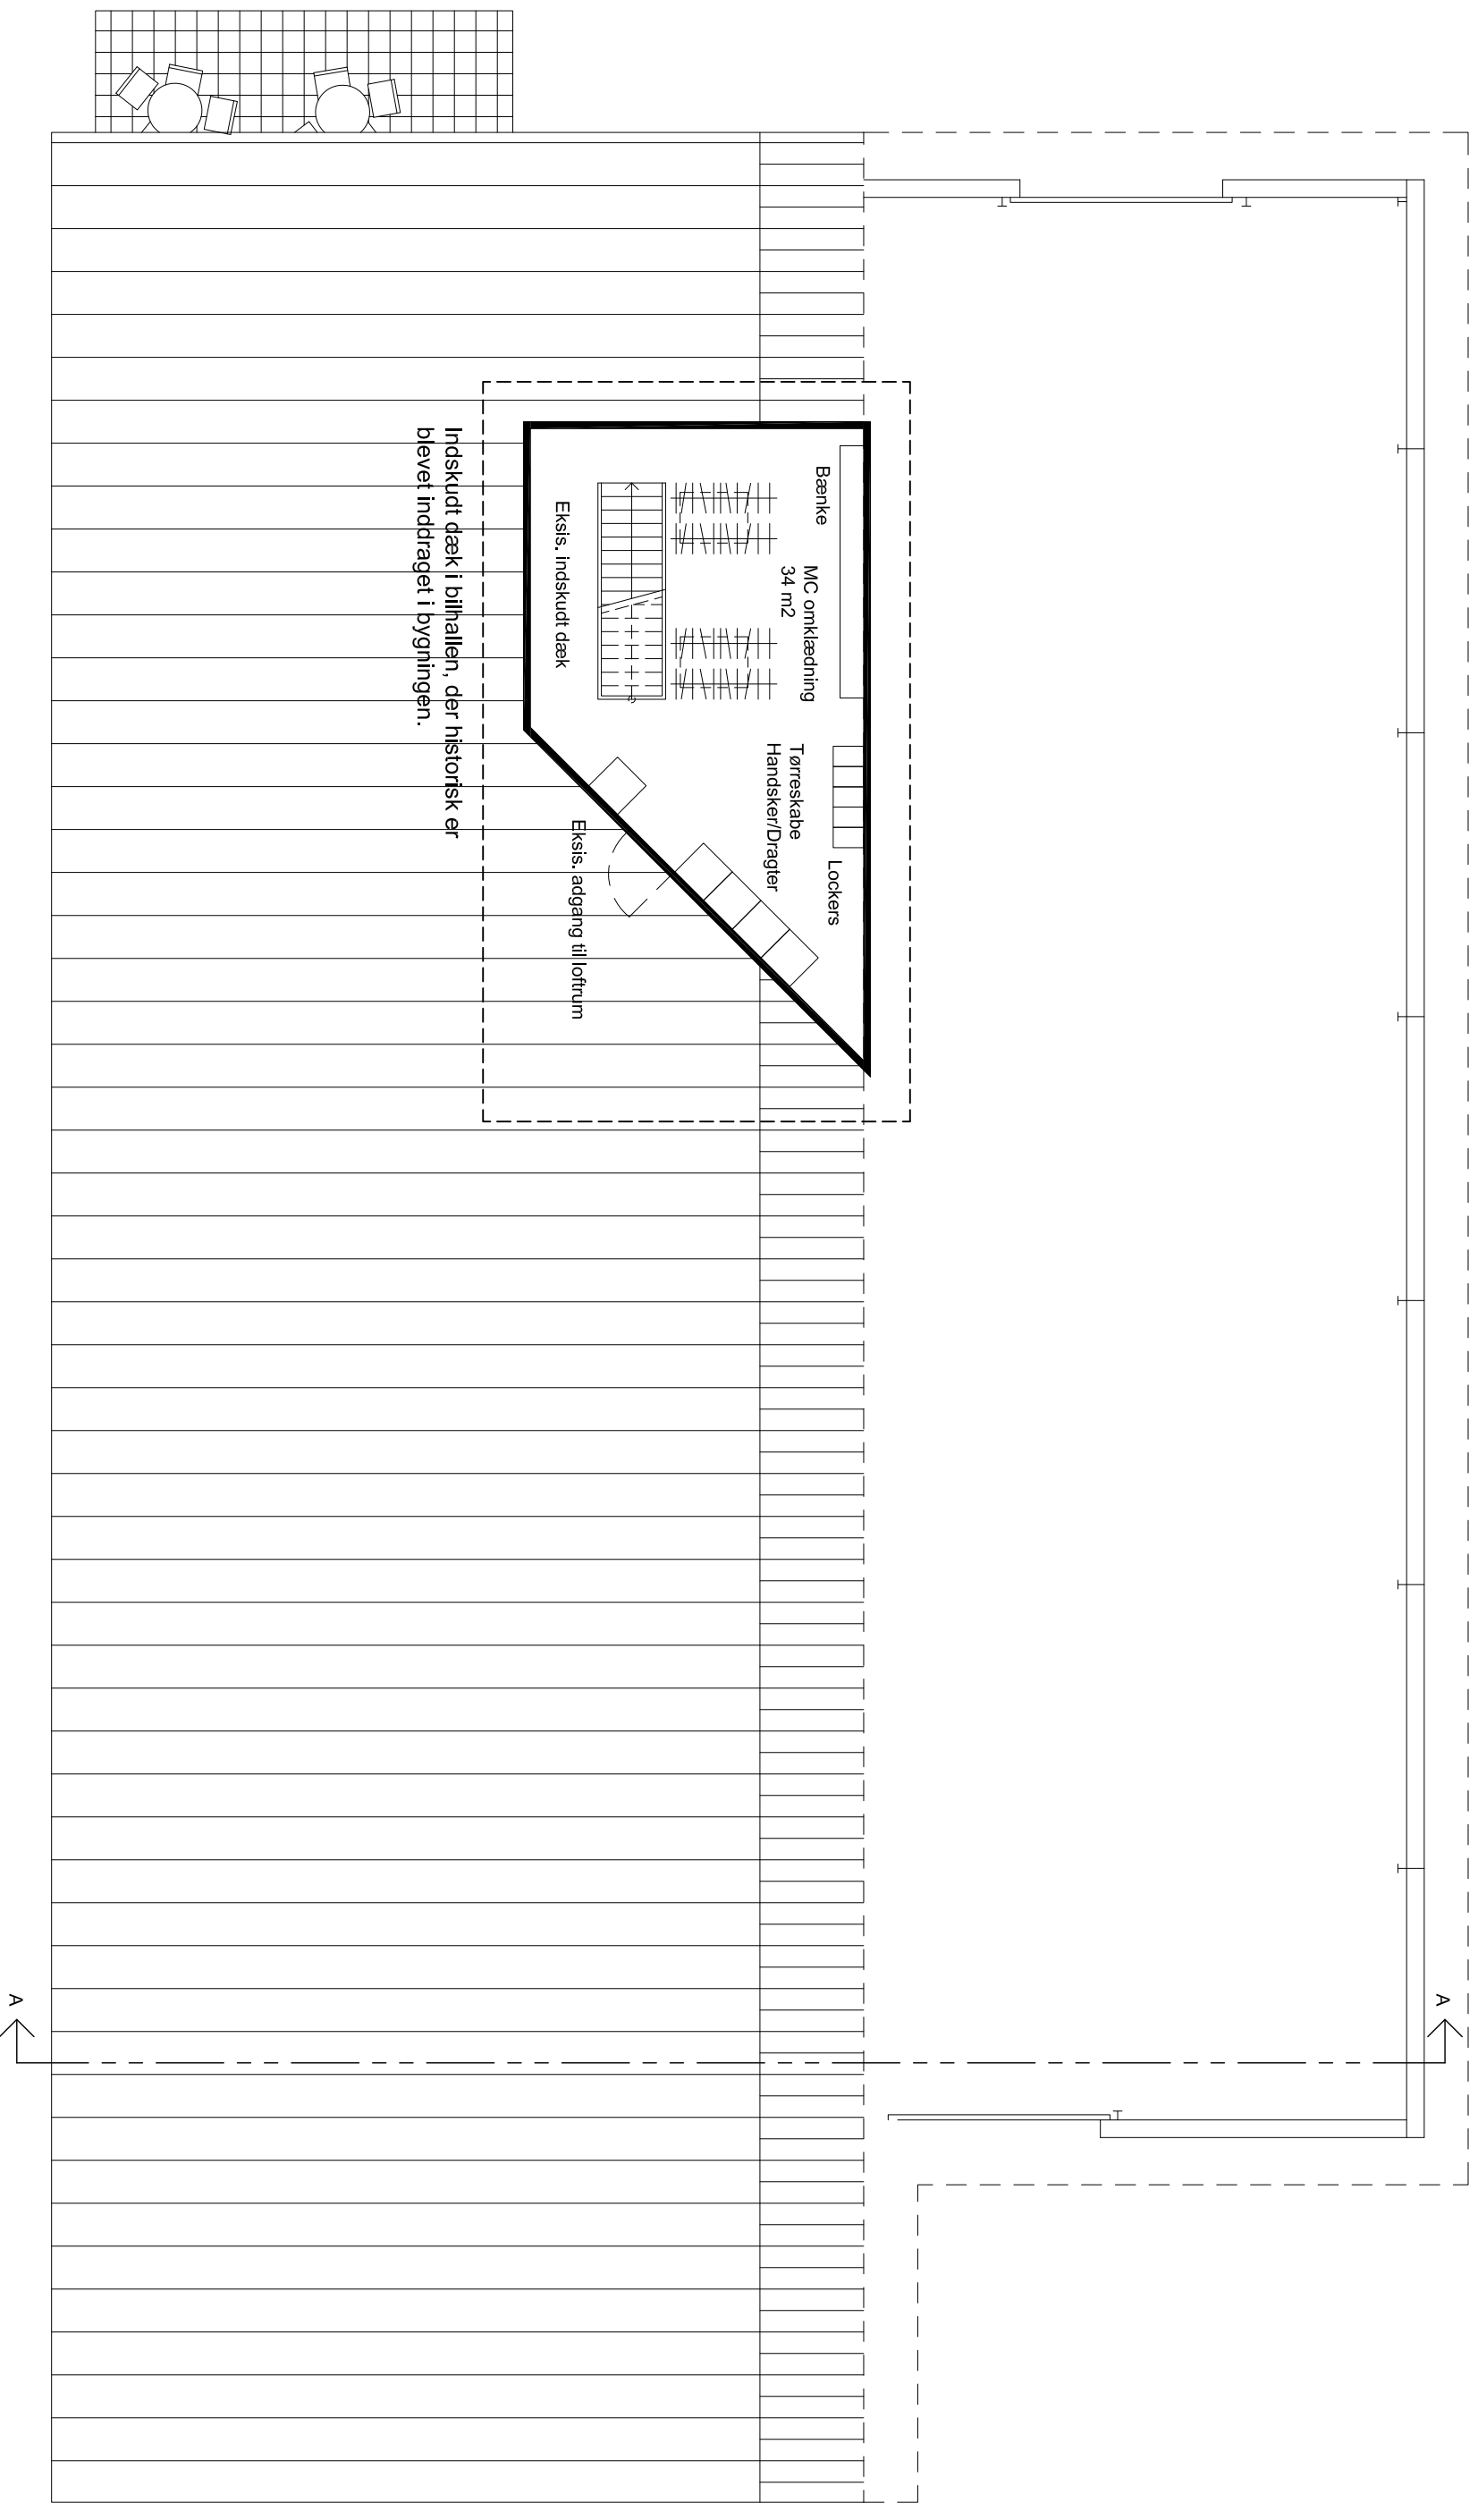 Bænke
MC omklædning
34 m2
Lockers
Tørreskabe
Handsker/Dragter
Eksis. indskudt dæk
Eksis. adgang til loftrum
Indskudt dæk i bilhallen, der historisk er
blevet inddraget i bygningen.
A
A